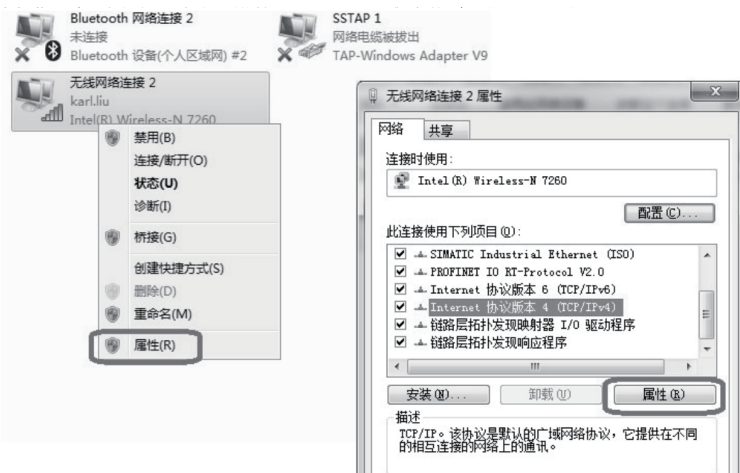 Bluetooth 网络连接 2
未连接
Bluetooth 设备(个人区域网) #2
SSTAP 1
网络电缆被拔出
TAP-Windows Adapter V9
无线网络连接 2
karl.liu
Intel(R) Wireless-N 7260
禁用(B)
连接/断开(O)
状态(U)
诊断(I)
桥接(G)
创建快捷方式(S)
删除(D)
重命名(M)
属性(R)
无线网络连接 2 属性
网络
共享
连接时使用:
Intel(R) Wireless-N 7260
配置(C)...
此连接使用下列项目(O):
SIMATIC Industrial Ethernet (ISO)
PROFINET IO RT-Protocol V2.0
Internet 协议版本 6 (TCP/IPv6)
Internet 协议版本 4 (TCP/IPv4)
链路层拓扑发现映射器 I/O 驱动程序
链路层拓扑发现响应程序
安装(N)...
卸载(U)
属性(R)
描述
TCP/IP。该协议是默认的广域网络协议，它提供在不同
的相互连接的网络上的通讯。